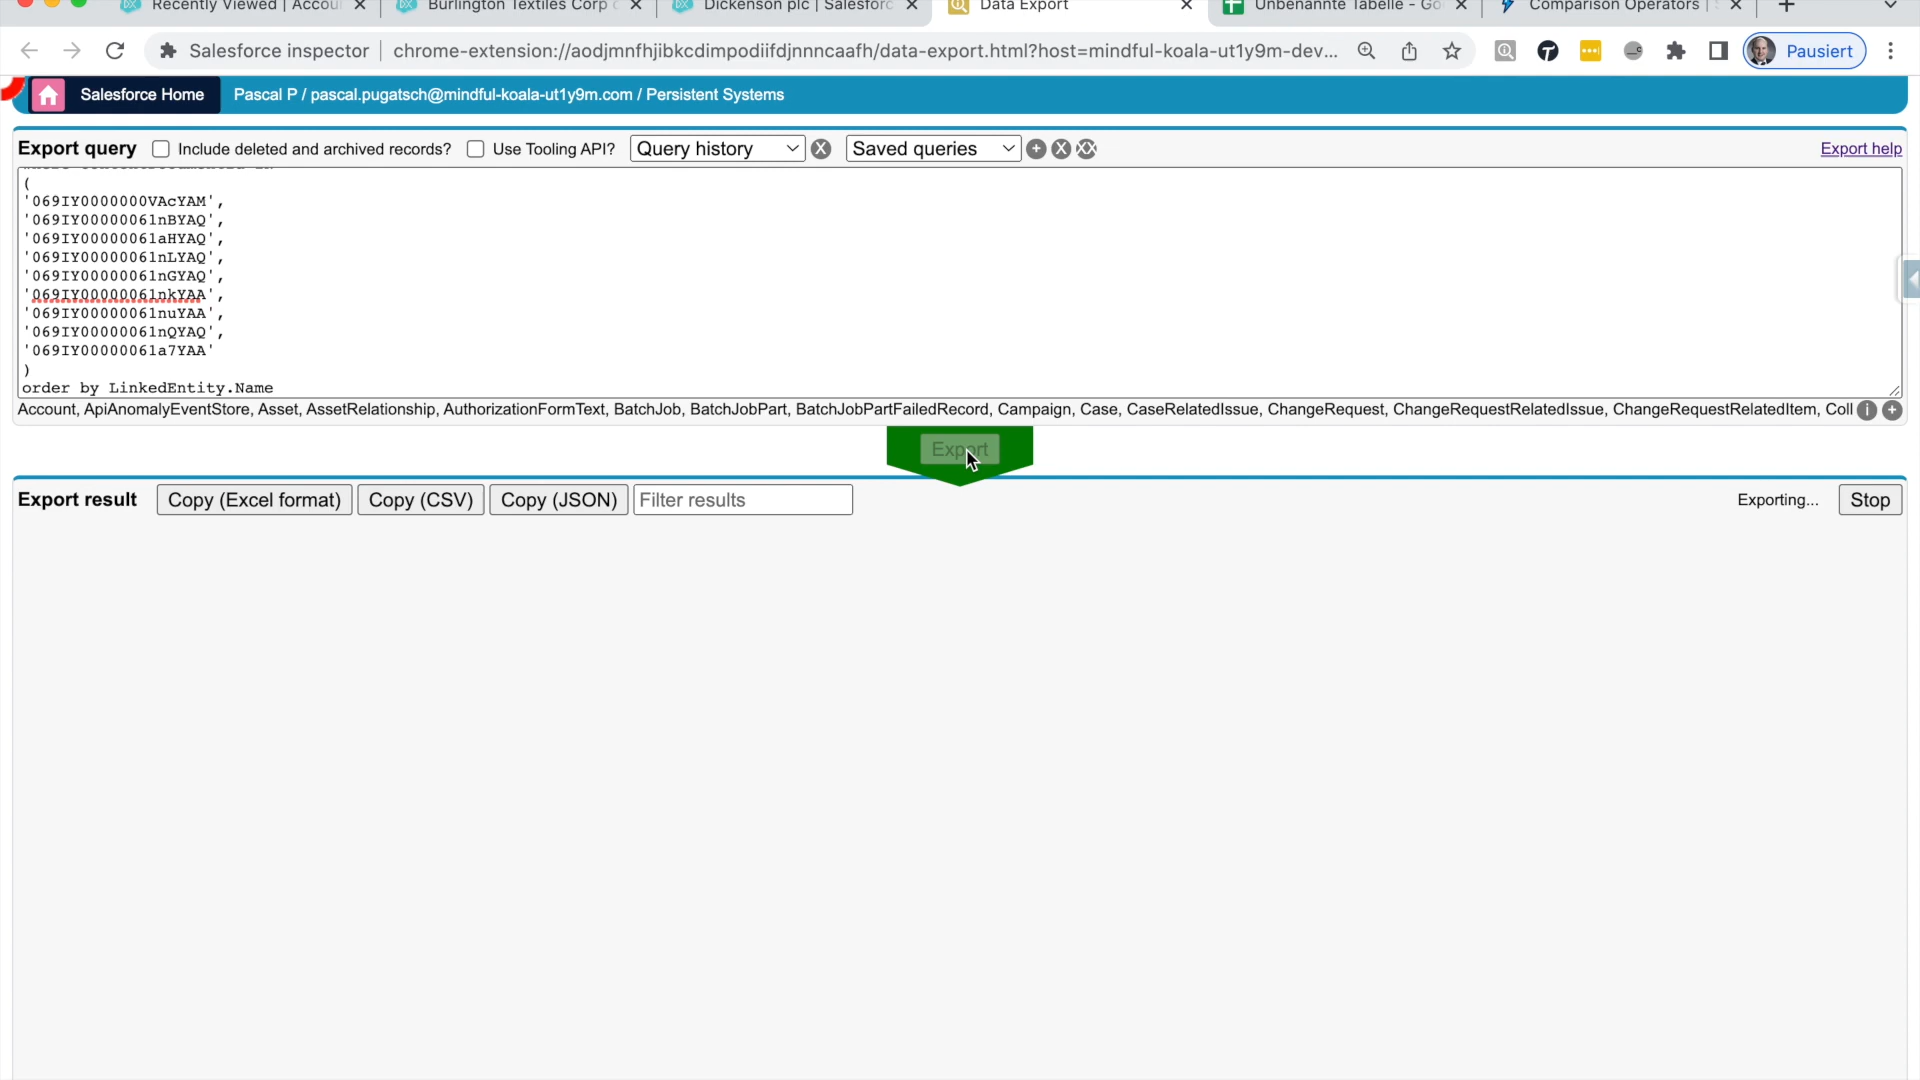 Recently Viewed | Accou
Burlington Textiles Corp
Dickenson plc | Salesforc
Data Export
Unbenannte Tabelle - Go
Comparison Operators |
Salesforce inspector
chrome-extension://aodjmnfhjibkcdimpodiifdjnnncaafh/data-export.html?host=mindful-koala-ut1y9m-dev...
Pausiert
Salesforce Home
Pascal P / pascal.pugatsch@mindful-koala-ut1y9m.com / Persistent Systems
Export query
Include deleted and archived records?
Use Tooling API?
Query history
X
Saved queries
+
X
XX
Export help
(
'069IY0000000VAcYAM',
'069IY00000061nBYAQ',
'069IY00000061aHYAQ',
'069IY00000061nLYAQ',
'069IY00000061nGYAQ',
'069IY00000061nkYAA',
'069IY00000061nuYAA',
'069IY00000061nQYAQ',
'069IY00000061a7YAA'
)
order by LinkedEntity.Name
Account, ApiAnomalyEventStore, Asset, AssetRelationship, AuthorizationFormText, BatchJob, BatchJobPart, BatchJobPartFailedRecord, Campaign, Case, CaseRelatedIssue, ChangeRequest, ChangeRequestRelatedIssue, ChangeRequestRelatedItem, Coll
Export
Export result
Copy (Excel format)
Copy (CSV)
Copy (JSON)
Filter results
Exporting...
Stop